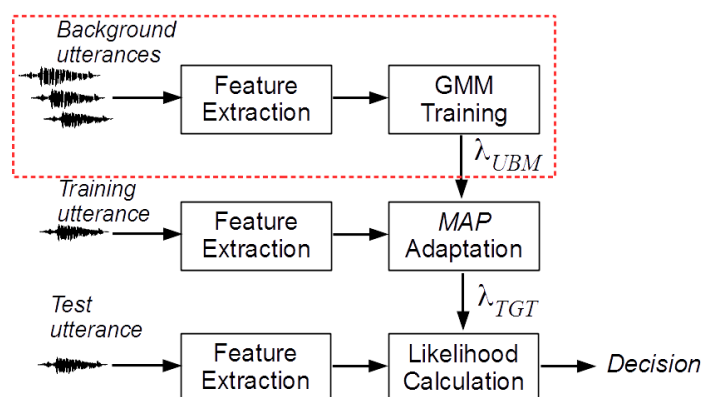 Background
utterances
Feature
Extraction
GMM
Training
λUBM
Training
utterance
Feature
Extraction
MAP
Adaptation
λTGT
Test
utterance
Feature
Extraction
Likelihood
Calculation
Decision